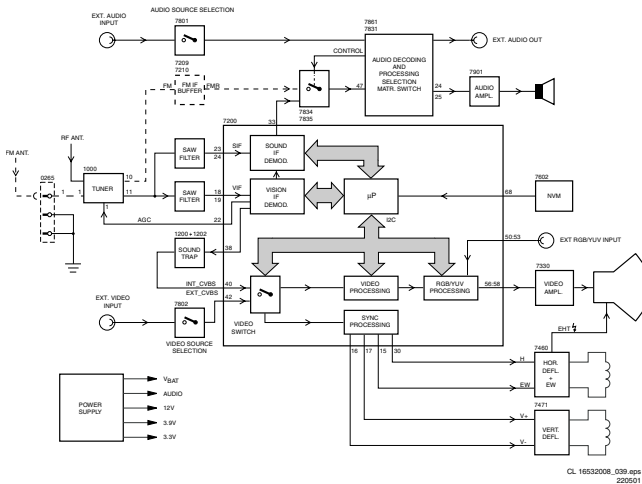 AUDIO SOURCE SELECTION
EXT. AUDIO
INPUT
7801
7861
7831
EXT. AUDIO OUT
CONTROL
AUDIO DECODING
AND
PROCESSING
SELECTION
MATR. SWITCH
7209
7210
FM
FM IF
BUFFER
FMR
47
24
25
7901
AUDIO
AMPL.
7834
7835
33
7200
RF ANT.
FM ANT.
0265
1
1
1000
TUNER
10
11
1
SAW
FILTER
23
24
SIF
SOUND
IF
DEMOD.
SAW
FILTER
18
19
VIF
VISION
IF
DEMOD.
µP
68
7602
NVM
AGC
22
I2C
1200 + 1202
SOUND
TRAP
38
50:53
EXT RGB/YUV INPUT
INT_CVBS
40
EXT_CVBS
42
EXT. VIDEO
INPUT
7802
VIDEO SOURCE
SELECTION
VIDEO
SWITCH
VIDEO
PROCESSING
RGB/YUV
PROCESSING
56:58
7330
VIDEO
AMPL.
SYNC
PROCESSING
EHT
16
17
15
30
H
EW
7460
HOR.
DEFL.
+
EW
V+
V-
7471
VERT.
DEFL.
POWER
SUPPLY
VBAT
AUDIO
12V
3.9V
3.3V
CL 16532008_039.eps
220501